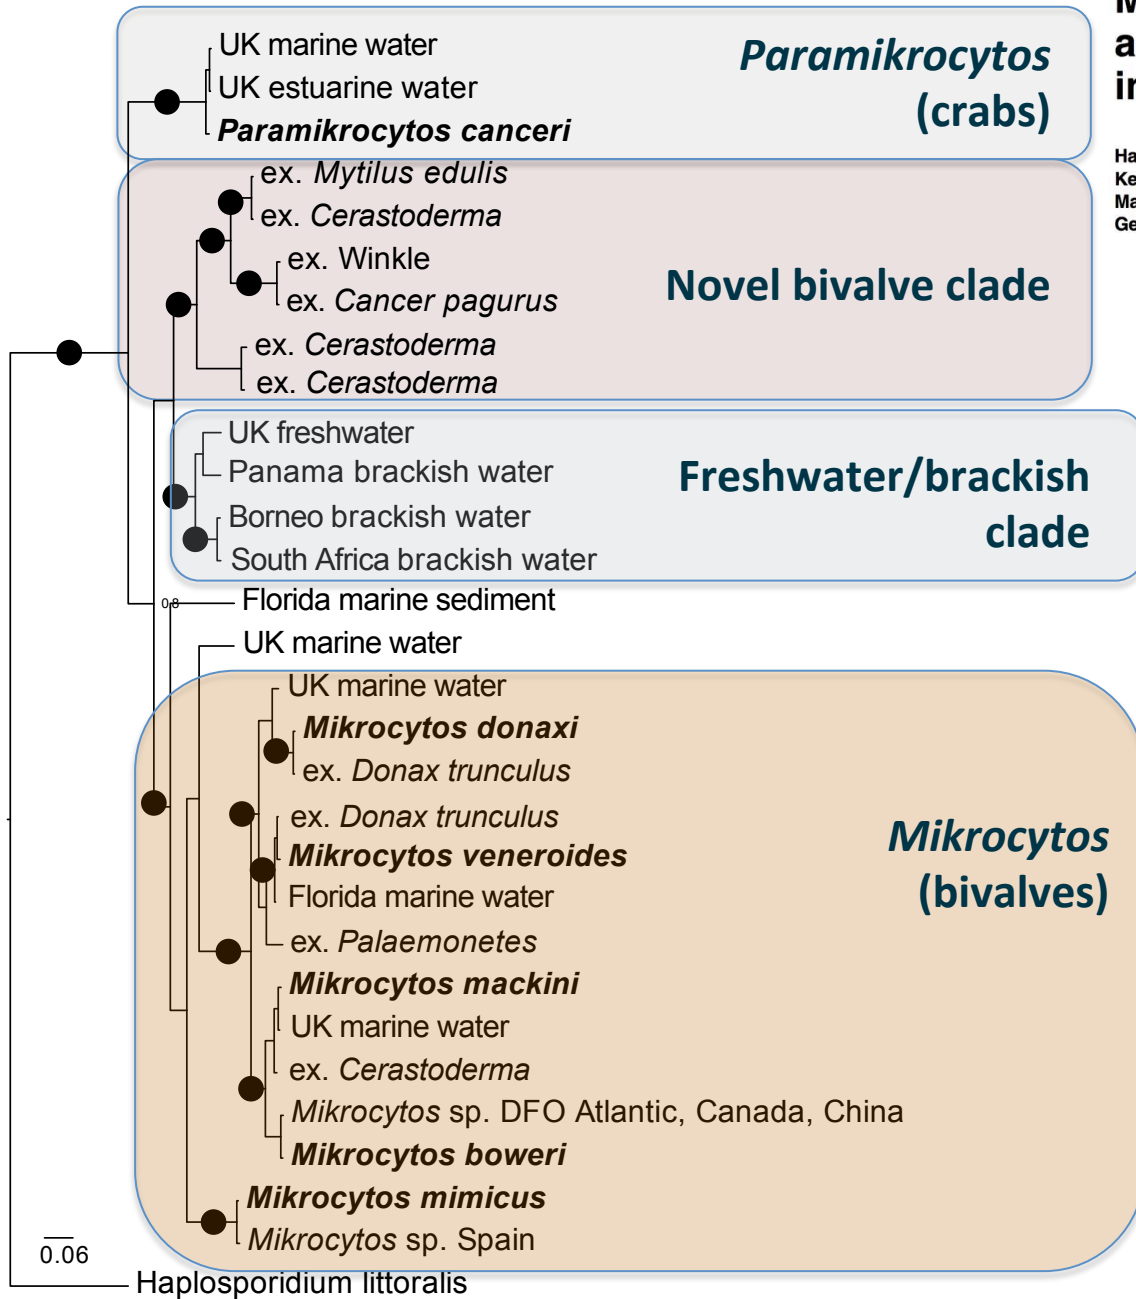 UK marine water
UK estuarine water
Paramikrocytos canceri
Paramikrocytos
(crabs)
ex. Mytilus edulis
ex. Cerastoderma
ex. Winkle
ex. Cancer pagurus
ex. Cerastoderma
ex. Cerastoderma
Novel bivalve clade
UK freshwater
Panama brackish water
Borneo brackish water
South Africa brackish water
Freshwater/brackish
clade
0.8
Florida marine sediment
UK marine water
UK marine water
Mikrocytos donaxi
ex. Donax trunculus
ex. Donax trunculus
Mikrocytos veneroides
Florida marine water
ex. Palaemonetes
Mikrocytos mackini
UK marine water
ex. Cerastoderma
Mikrocytos sp. DFO Atlantic, Canada, China
Mikrocytos boweri
Mikrocytos mimicus
Mikrocytos sp. Spain
Mikrocytos
(bivalves)
0.06
Haplosporidium littoralis